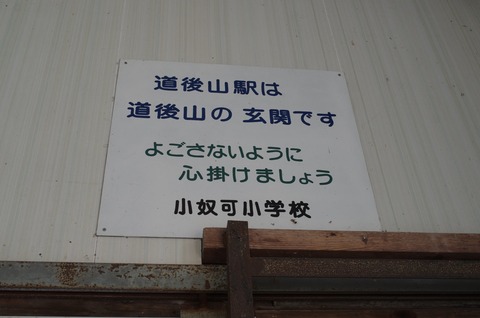 道後山駅は
道後山の 玄関です
よごさないように
心掛けましょう
小奴可小学校